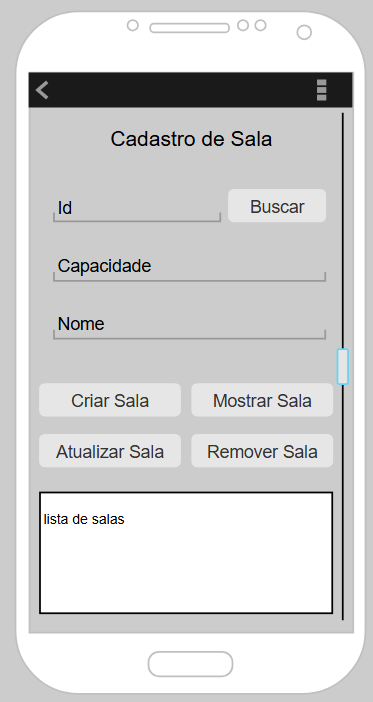 Cadastro de Sala
Id
Buscar
Capacidade
Nome
Criar Sala
Mostrar Sala
Atualizar Sala
Remover Sala
lista de salas